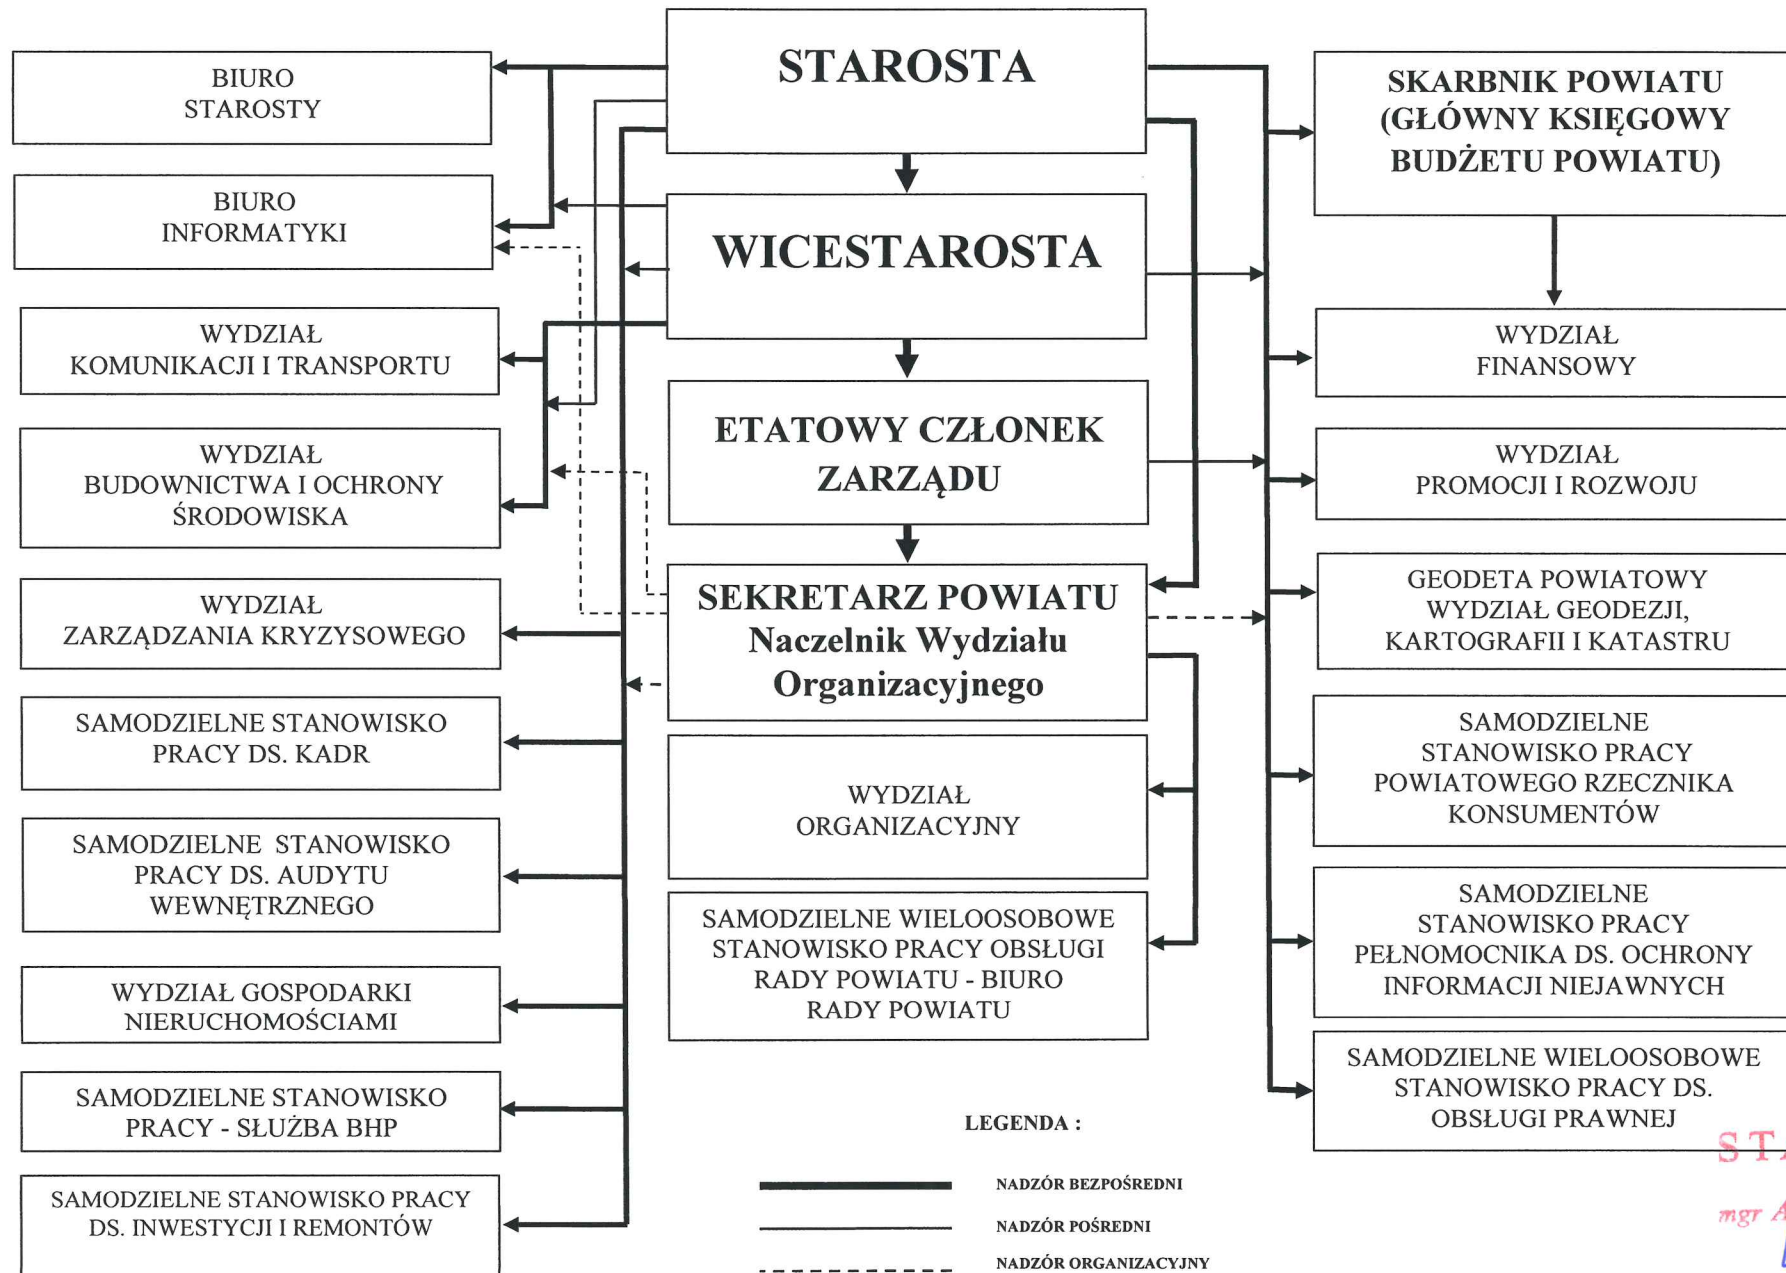 STAROSTA
WICESTAROSTA
ETATOWY CZŁONEK
ZARZĄDU
SEKRETARZ POWIATU
Naczelnik Wydziału
Organizacyjnego
WYDZIAŁ
ORGANIZACYJNY
SAMODZIELNE WIELOOSOBOWE
STANOWISKO PRACY OBSŁUGI
RADY POWIATU - BIURO
RADY POWIATU
BIURO
STAROSTY
BIURO
INFORMATYKI
WYDZIAŁ
KOMUNIKACJI I TRANSPORTU
WYDZIAŁ
BUDOWNICTWA I OCHRONY
ŚRODOWISKA
WYDZIAŁ
ZARZĄDZANIA KRYZYSOWEGO
SAMODZIELNE STANOWISKO
PRACY DS. KADR
SAMODZIELNE STANOWISKO
PRACY DS. AUDYTU
WEWNĘTRZNEGO
WYDZIAŁ GOSPODARKI
NIERUCHOMOŚCIAMI
SAMODZIELNE STANOWISKO
PRACY - SŁUŻBA BHP
SAMODZIELNE STANOWISKO PRACY
DS. INWESTYCJI I REMONTÓW
SKARBNIK POWIATU
(GŁÓWNY KSIĘGOWY
BUDŻETU POWIATU)
WYDZIAŁ
FINANSOWY
WYDZIAŁ
PROMOCJI I ROZWOJU
GEODETA POWIATOWY
WYDZIAŁ GEODEZJI,
KARTOGRAFII I KATASTRU
SAMODZIELNE
STANOWISKO PRACY
POWIATOWEGO RZECZNIKA
KONSUMENTÓW
SAMODZIELNE
STANOWISKO PRACY
PEŁNOMOCNIKA DS. OCHRONY
INFORMACJI NIEJAWNYCH
SAMODZIELNE WIELOOSOBOWE
STANOWISKO PRACY DS.
OBSŁUGI PRAWNEJ
LEGENDA :
NADZÓR BEZPOŚREDNI
NADZÓR POŚREDNI
NADZÓR ORGANIZACYJNY
mgr A